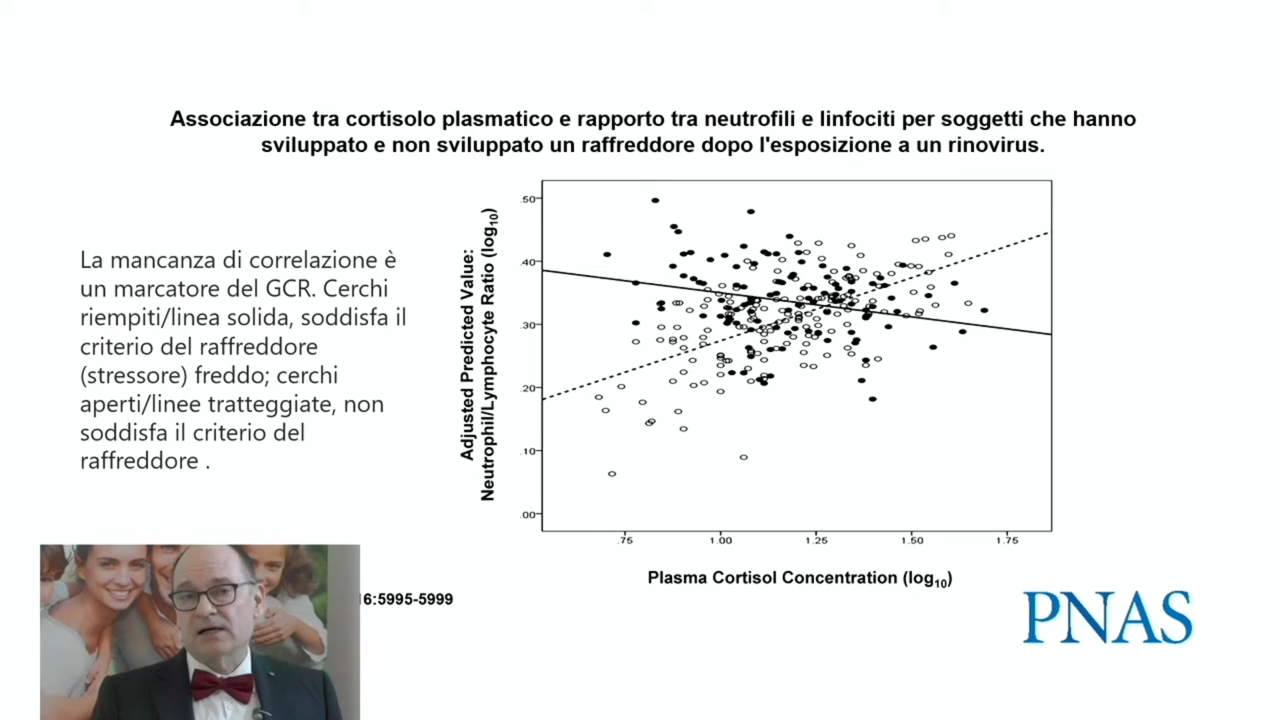 Associazione tra cortisolo plasmatico e rapporto tra neutrofili e linfociti per soggetti che hanno
sviluppato e non sviluppato un raffreddore dopo l'esposizione a un rinovirus.
La mancanza di correlazione è
un marcatore del GCR. Cerchi
riempiti/linea solida, soddisfa il
criterio del raffreddore
(stressore) freddo; cerchi
aperti/linee tratteggiate, non
soddisfa il criterio del
raffreddore .
Adjusted Predicted Value:
Neutrophil/Lymphocyte Ratio (log10)
.50
.40
.30
.20
.10
.00
.75
1.00
1.25
1.50
1.75
Plasma Cortisol Concentration (log10)
16:5995-5999
PNAS